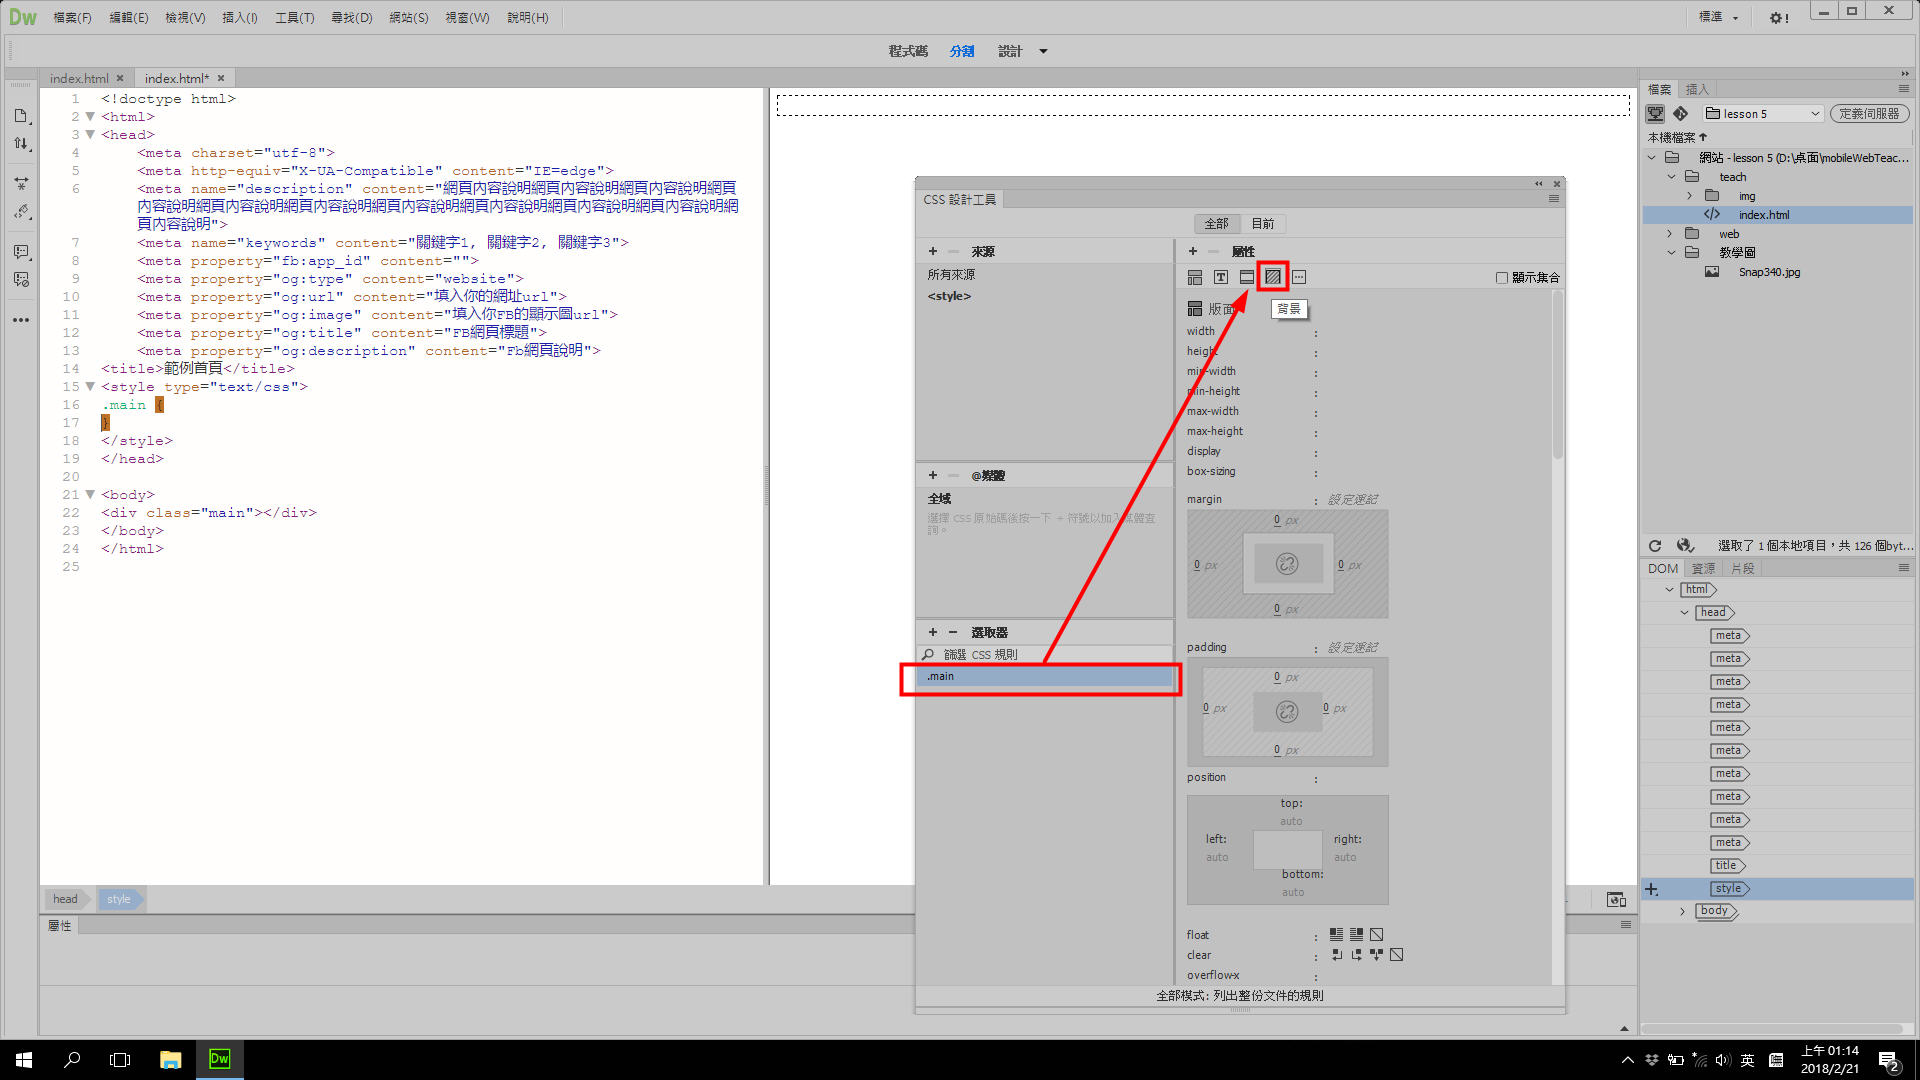 Dw 檔案(F) 編輯(E) 檢視(V) 插入(I) 工具(T) 尋找(D) 網站(S) 視窗(W) 說明(H) 標準
程式碼 分割 設計
index.html index.html*
1 <!doctype html>
2 <html>
3 <head>
4 <meta charset="utf-8">
5 <meta http-equiv="X-UA-Compatible" content="IE=edge">
6 <meta name="description" content="網頁內容說明網頁內容說明網頁內容說明網頁
內容說明網頁內容說明網頁內容說明網頁內容說明網頁內容說明網頁內容說明網頁內容說明網
頁內容說明">
7 <meta name="keywords" content="關鍵字1, 關鍵字2, 關鍵字3">
8 <meta property="fb:app_id" content="">
9 <meta property="og:type" content="website">
10 <meta property="og:url" content="填入你的網址url">
11 <meta property="og:image" content="填入你FB的顯示圖url">
12 <meta property="og:title" content="FB網頁標題">
13 <meta property="og:description" content="Fb網頁說明">
14 <title>範例首頁</title>
15 <style type="text/css">
16 .main {
17 }
18 </style>
19 </head>
20
21 <body>
22 <div class="main"></div>
23 </body>
24 </html>
25
head style
屬性
CSS 設計工具
全部 目前
來源
所有來源
<style>
@媒體
全域
選擇 CSS 原始碼後按一下 + 符號以加入媒體查
詢。
選取器
篩選 CSS 規則
.main
屬性
顯示集合
背景
版面
width :
height :
min-width :
min-height :
max-width :
max-height :
display :
box-sizing :
margin : 設定速記
0 px
0 px 0 px
0 px
padding : 設定速記
0 px
0 px 0 px
0 px
position :
top:
auto
left: right:
auto auto
bottom:
auto
float :
clear :
overflow-x :
全部模式: 列出整份文件的規則
檔案 插入
lesson 5 定義伺服器
本機檔案
網站 - lesson 5 (D:\桌面\mobileWebTeac...
teach
img
index.html
web
教學圖
Snap340.jpg
選取了 1 個本地項目，共 126 個byt...
DOM 資源 片段
html
head
meta
meta
meta
meta
meta
meta
meta
meta
meta
meta
title
style
body
Dw 英 上午 01:14
2018/2/21 2